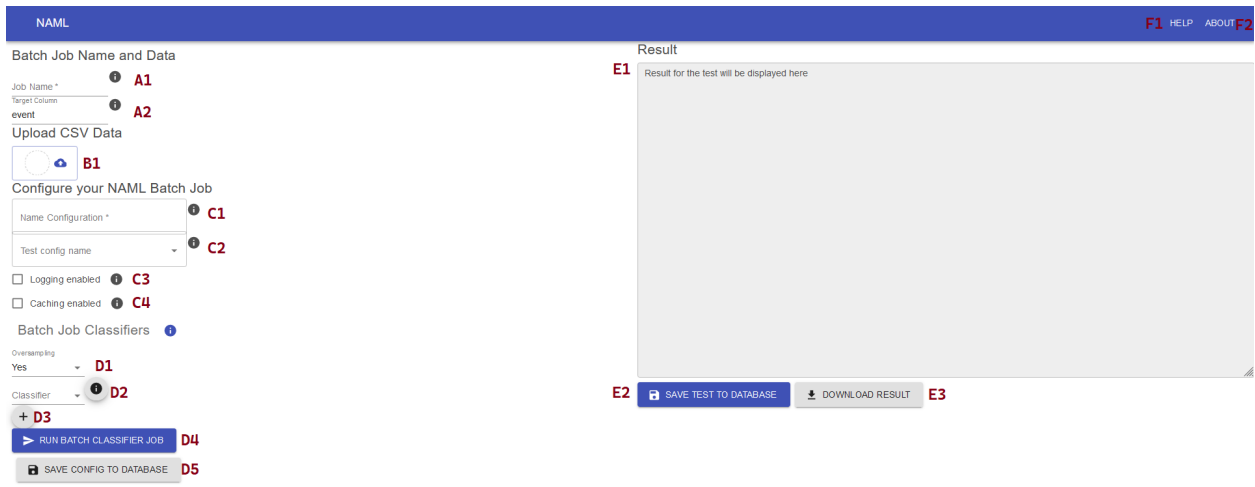 NAML
F1 HELP ABOUT F2
Batch Job Name and Data
Job Name *
A1
Target Column
event
A2
Upload CSV Data
B1
Configure your NAML Batch Job
Name Configuration *
C1
Test config name
C2
Logging enabled
C3
Caching enabled
C4
Batch Job Classifiers
Oversampling
Yes
D1
Classifier
D2
+
D3
RUN BATCH CLASSIFIER JOB
D4
SAVE CONFIG TO DATABASE
D5
Result
E1
Result for the test will be displayed here
E2
SAVE TEST TO DATABASE
DOWNLOAD RESULT
E3